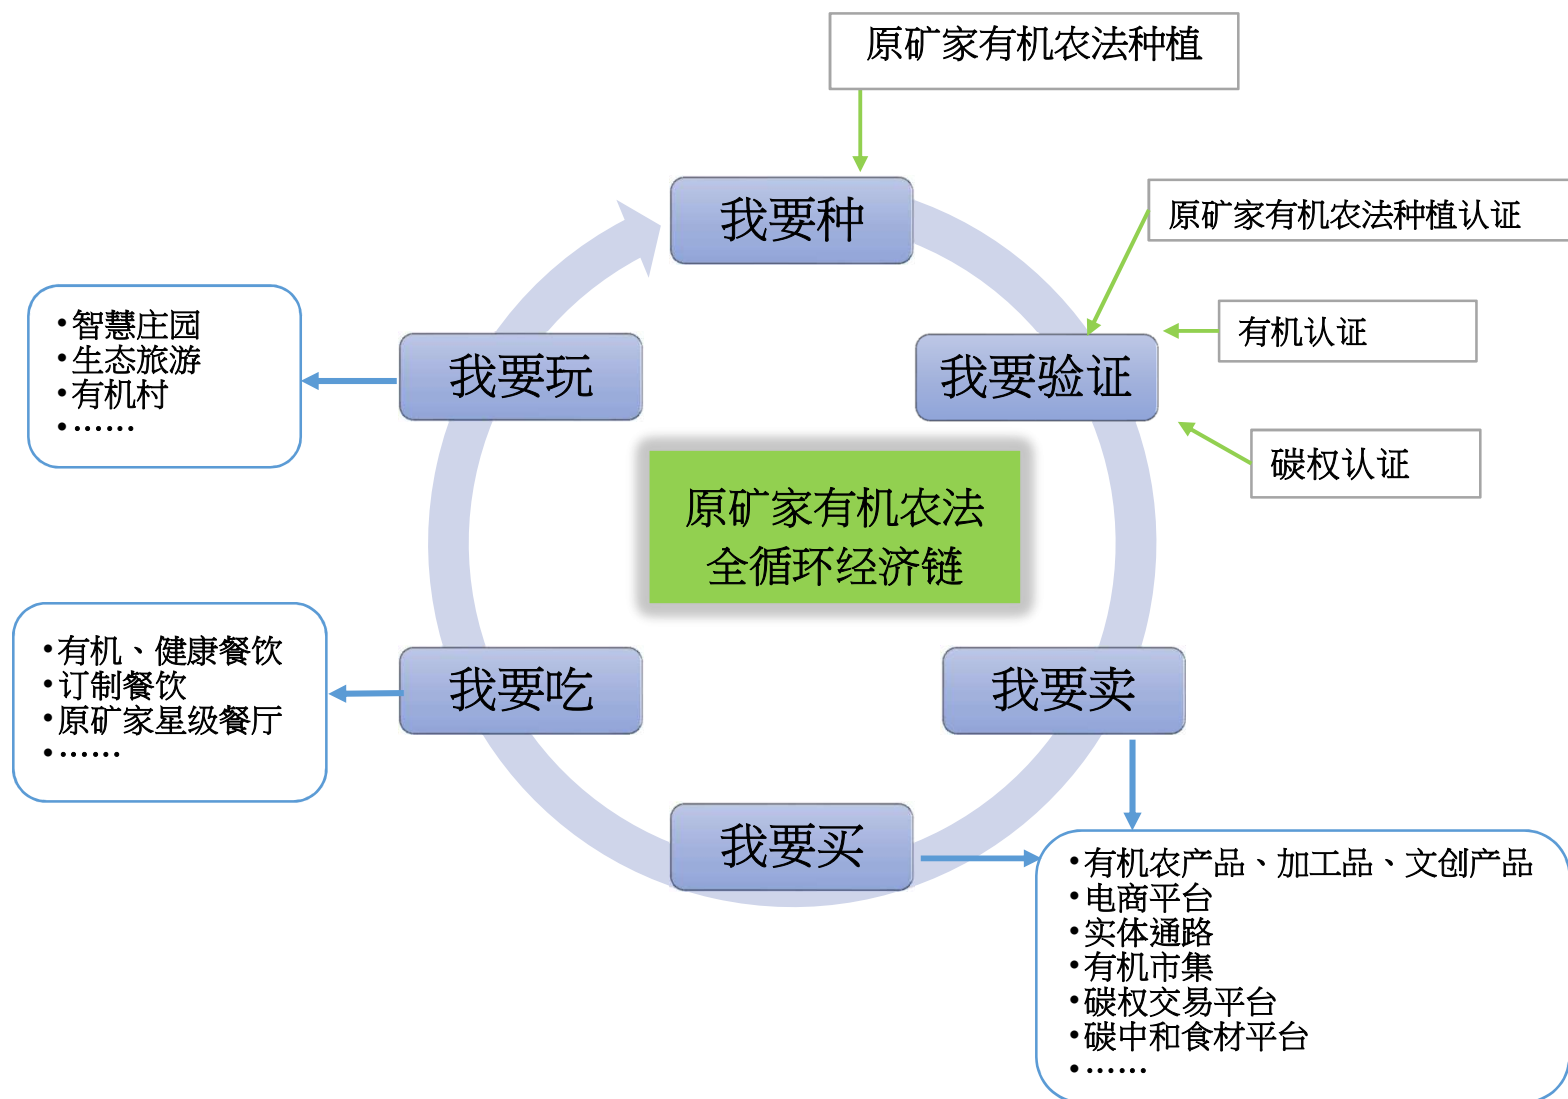 原矿家有机农法种植
我要种
原矿家有机农法种植认证
有机认证
我要验证
碳权认证
我要玩
•智慧庄园
•生态旅游
•有机村
•……
原矿家有机农法
全循环经济链
我要吃
•有机、健康餐饮
•订制餐饮
•原矿家星级餐厅
•……
我要卖
我要买
•有机农产品、加工品、文创产品
•电商平台
•实体通路
•有机市集
•碳权交易平台
•碳中和食材平台
•……